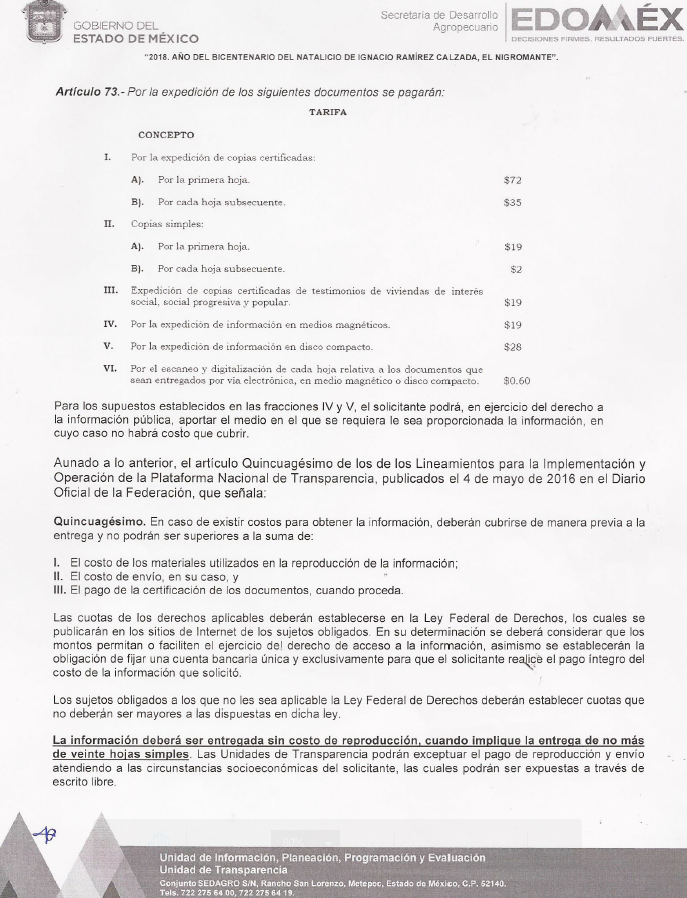 GOBIERNO DEL
ESTADO DE MÉXICO
Secretaría de Desarrollo
Agropecuario
EDOMÉX
DECISIONES FIRMES, RESULTADOS FUERTES.
"2018. AÑO DEL BICENTENARIO DEL NATALICIO DE IGNACIO RAMÍREZ CALZADA, EL NIGROMANTE".
Artículo 73.- Por la expedición de los siguientes documentos se pagarán:
TARIFA
CONCEPTO
I. Por la expedición de copias certificadas:
A). Por la primera hoja. $72
B). Por cada hoja subsecuente. $35
II. Copias simples:
A). Por la primera hoja. $19
B). Por cada hoja subsecuente. $2
III. Expedición de copias certificadas de testimonios de viviendas de interés
social, social progresiva y popular. $19
IV. Por la expedición de información en medios magnéticos. $19
V. Por la expedición de información en disco compacto. $28
VI. Por el escaneo y digitalización de cada hoja relativa a los documentos que
sean entregados por vía electrónica, en medio magnético o disco compacto. $0.60
Para los supuestos establecidos en las fracciones IV y V, el solicitante podrá, en ejercicio del derecho a
la información pública, aportar el medio en el que se requiera le sea proporcionada la información, en
cuyo caso no habrá costo que cubrir.
Aunado a lo anterior, el artículo Quincuagésimo de los de los Lineamientos para la Implementación y
Operación de la Plataforma Nacional de Transparencia, publicados el 4 de mayo de 2016 en el Diario
Oficial de la Federación, que señala:
Quincuagésimo. En caso de existir costos para obtener la información, deberán cubrirse de manera previa a la
entrega y no podrán ser superiores a la suma de:
I. El costo de los materiales utilizados en la reproducción de la información;
II. El costo de envío, en su caso, y
III. El pago de la certificación de los documentos, cuando proceda.
Las cuotas de los derechos aplicables deberán establecerse en la Ley Federal de Derechos, los cuales se
publicarán en los sitios de Internet de los sujetos obligados. En su determinación se deberá considerar que los
montos permitan o faciliten el ejercicio del derecho de acceso a la información, asimismo se establecerán la
obligación de fijar una cuenta bancaria única y exclusivamente para que el solicitante realice el pago íntegro del
costo de la información que solicitó.
Los sujetos obligados a los que no les sea aplicable la Ley Federal de Derechos deberán establecer cuotas que
no deberán ser mayores a las dispuestas en dicha ley.
La información deberá ser entregada sin costo de reproducción, cuando implique la entrega de no más
de veinte hojas simples. Las Unidades de Transparencia podrán exceptuar el pago de reproducción y envío
atendiendo a las circunstancias socioeconómicas del solicitante, las cuales podrán ser expuestas a través de
escrito libre.
Unidad de Información, Planeación, Programación y Evaluación
Unidad de Transparencia
Conjunto SEDAGRO S/N, Rancho San Lorenzo, Metepec, Estado de México, C.P. 52140.
Tels. 722 275 64 00, 722 275 64 19.